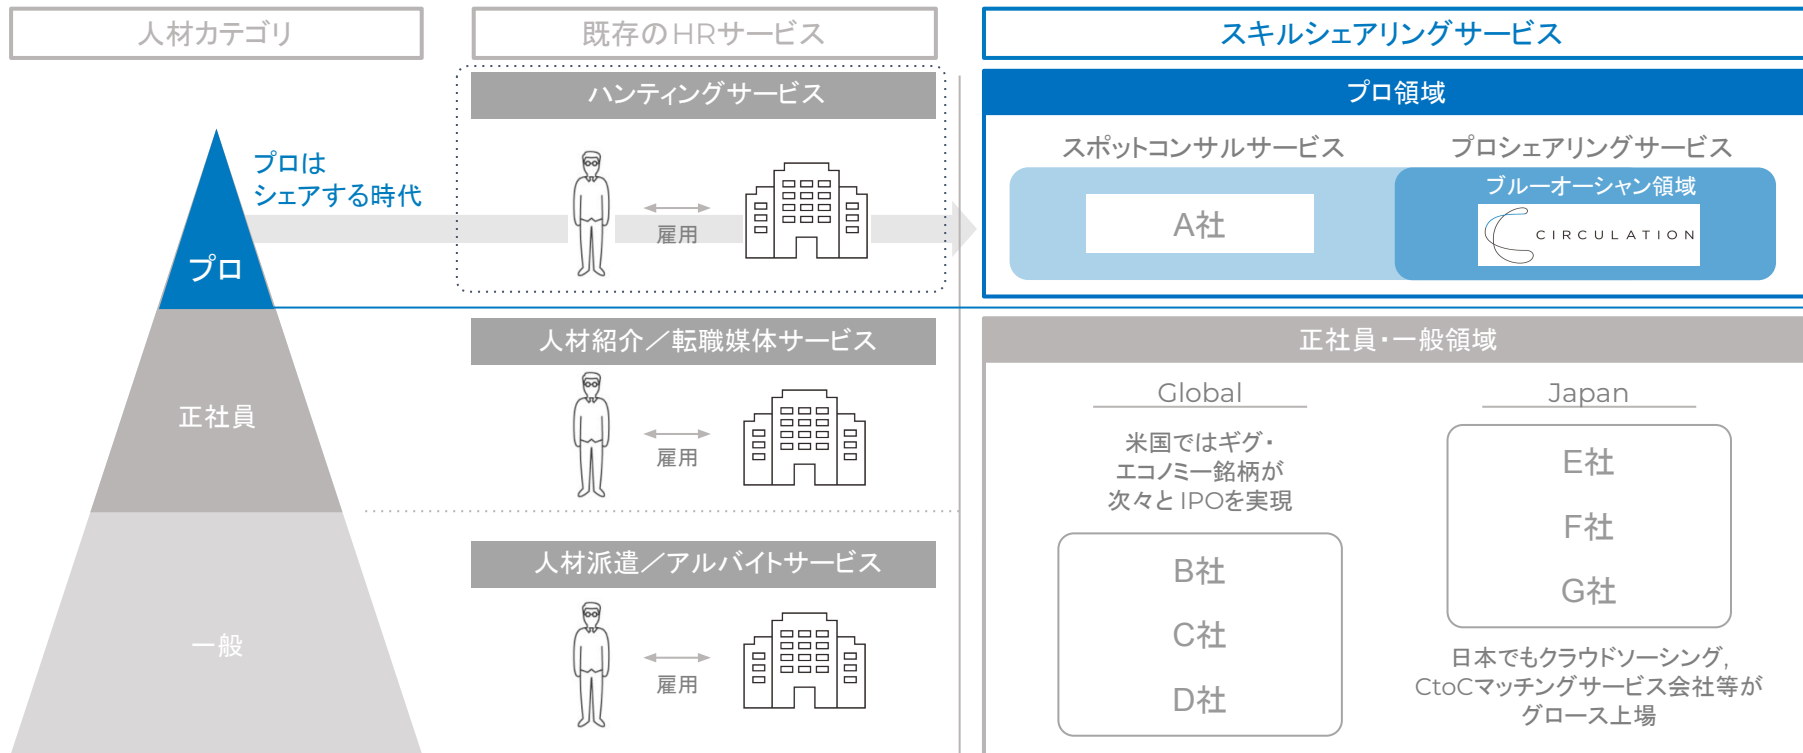 人材カテゴリ
既存のHRサービス
スキルシェアリングサービス
プロは
シェアする時代
プロ
正社員
一般
ハンティングサービス
雇用
人材紹介／転職媒体サービス
雇用
人材派遣／アルバイトサービス
雇用
プロ領域
スポットコンサルサービス
プロシェアリングサービス
A社
ブルーオーシャン領域
CIRCULATION
正社員・一般領域
Global
米国ではギグ・
エコノミー銘柄が
次々と IPOを実現
B社
C社
D社
Japan
E社
F社
G社
日本でもクラウドソーシング,
CtoCマッチングサービス会社等が
グロース上場